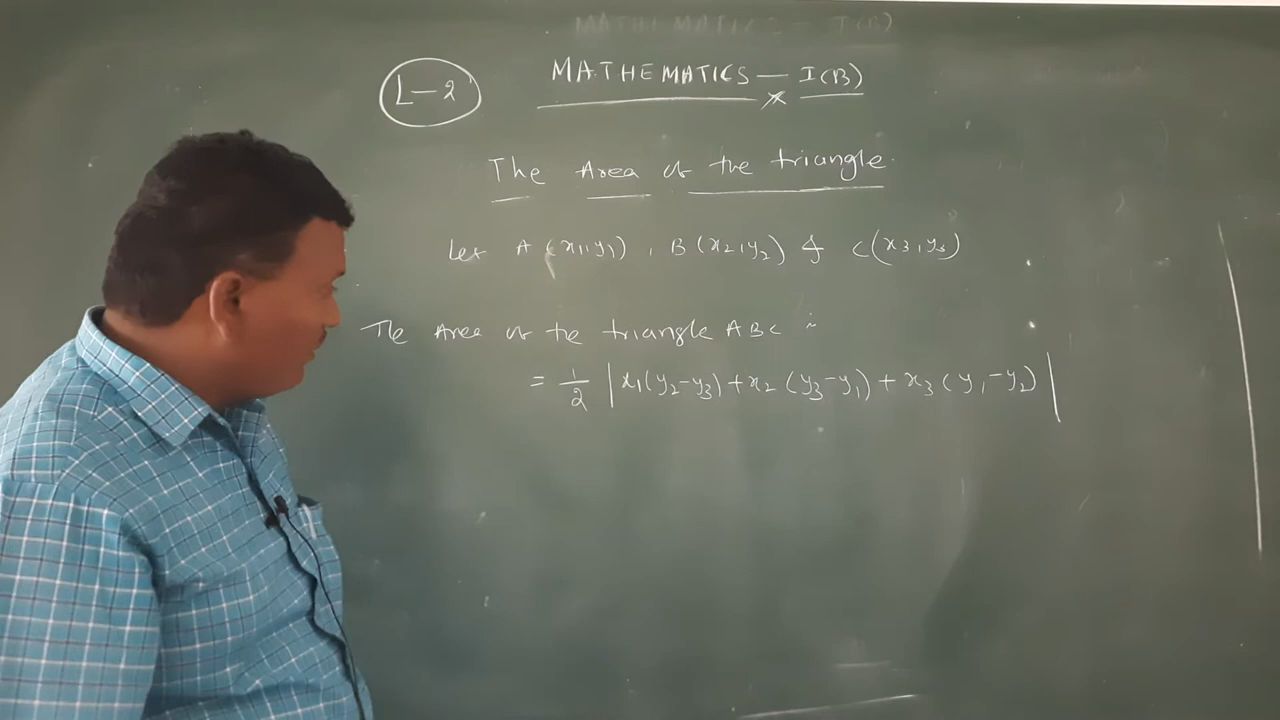 L-2
MATHEMATICS - I(B)
The Area of the triangle.
Let A (x₁,y₁), B (x₂,y₂) & C(x₃,y₃)
The Area of the triangle ABC is
= 1/2 |x₁(y₂-y₃)+x₂(y₃-y₁)+x₃(y₁-y₂)|